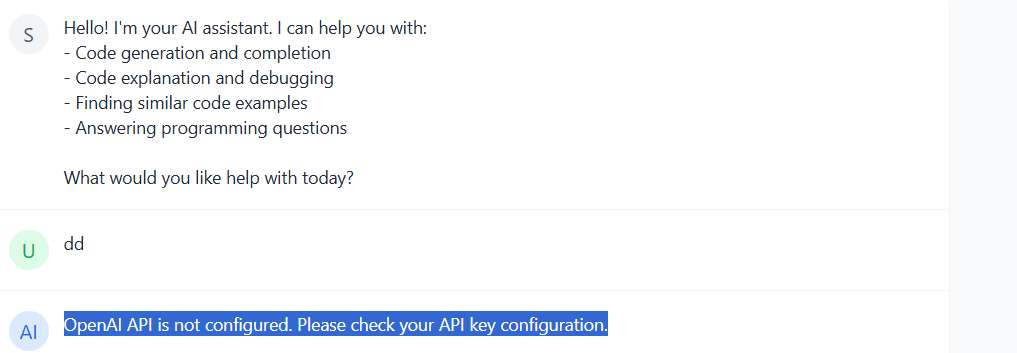 S
Hello! I'm your AI assistant. I can help you with:
- Code generation and completion
- Code explanation and debugging
- Finding similar code examples
- Answering programming questions
What would you like help with today?
U
dd
AI
OpenAI API is not configured. Please check your API key configuration.